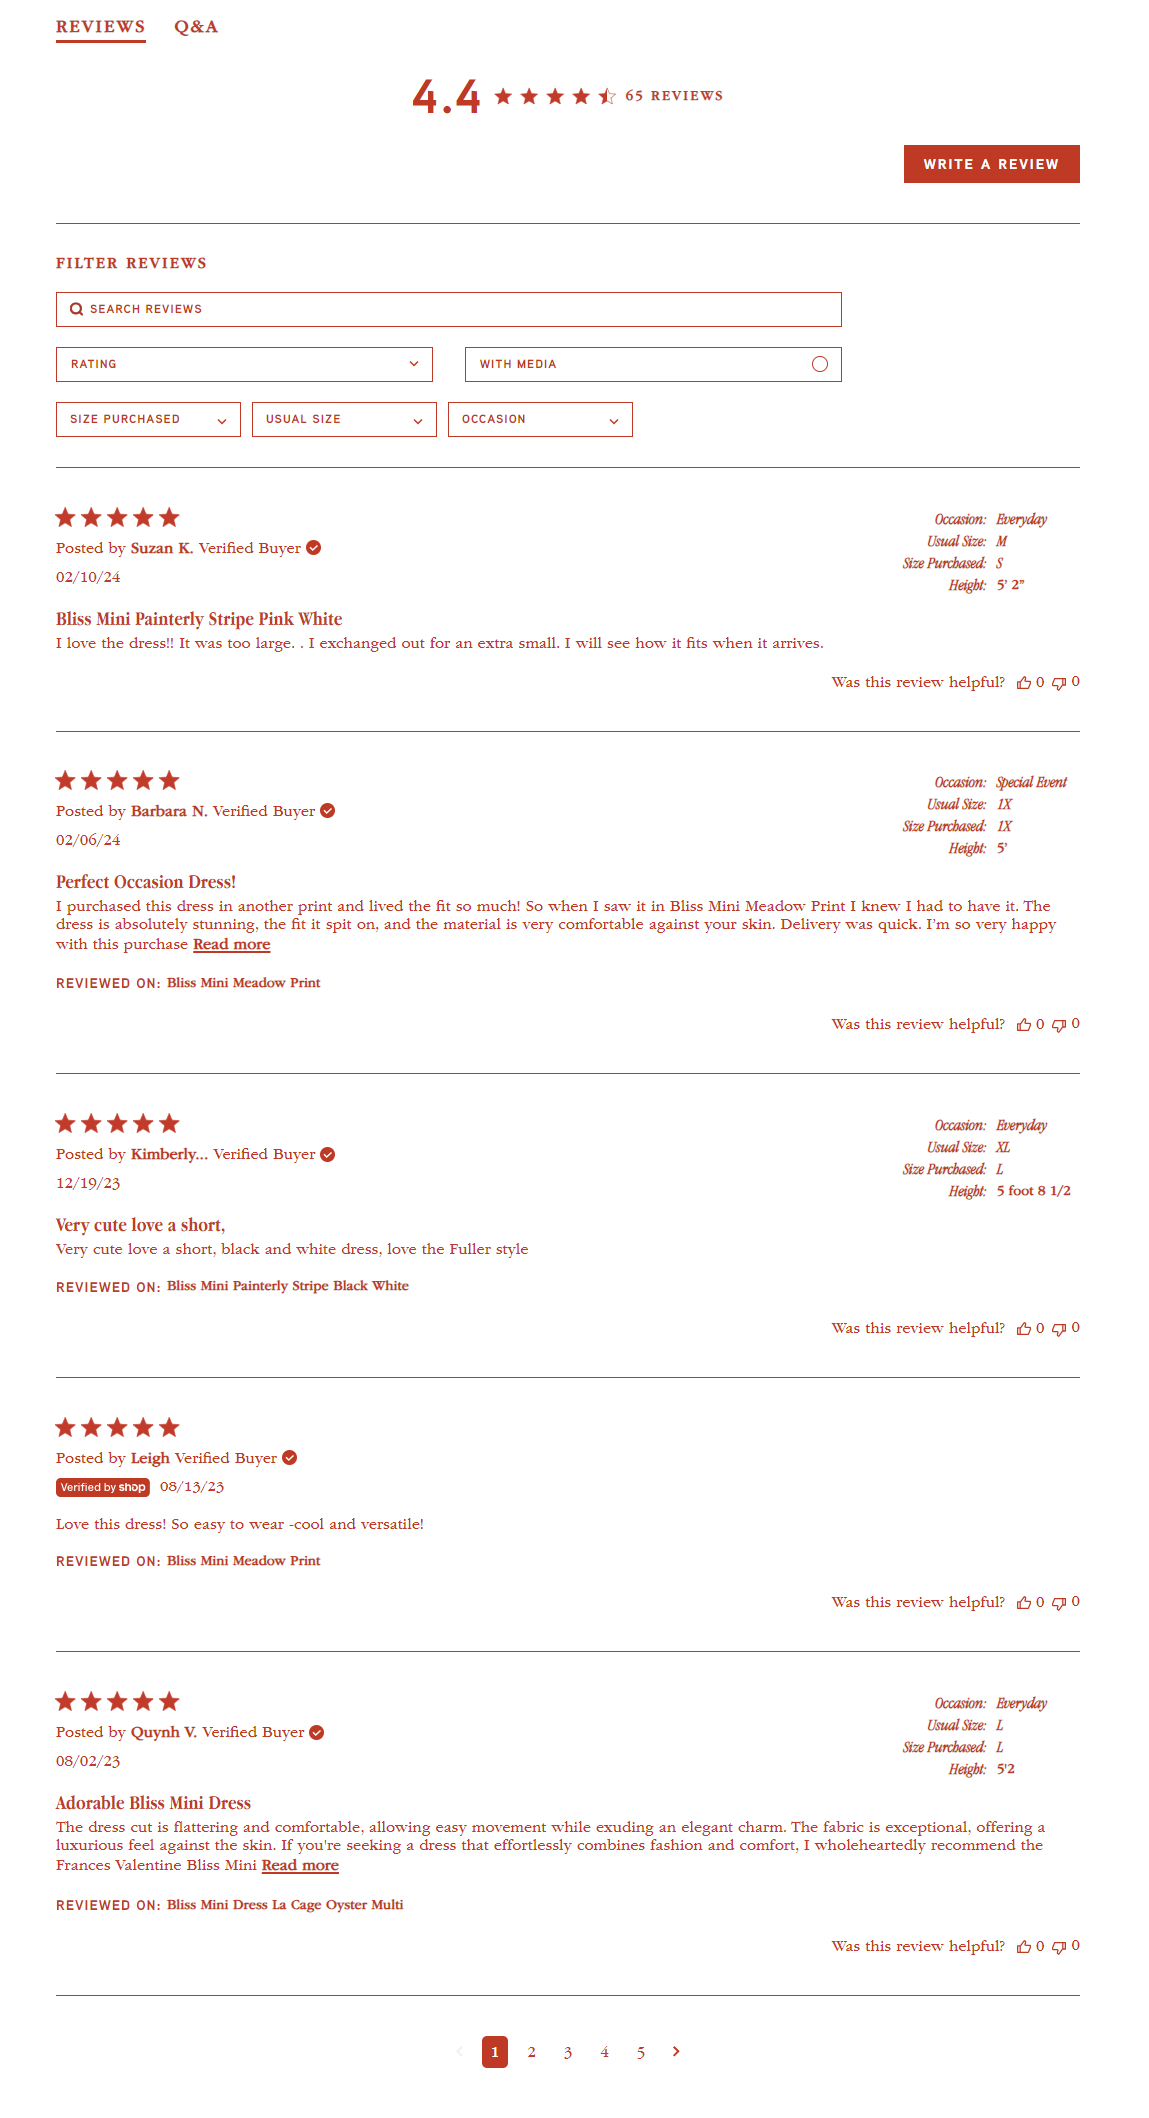 REVIEWS Q&A
4.4 65 REVIEWS
WRITE A REVIEW
FILTER REVIEWS
SEARCH REVIEWS
RATING WITH MEDIA
SIZE PURCHASED USUAL SIZE OCCASION
Posted by Suzan K. Verified Buyer
02/10/24
Occasion: Everyday
Usual Size: M
Size Purchased: S
Height: 5’ 2”
Bliss Mini Painterly Stripe Pink White
I love the dress!! It was too large. . I exchanged out for an extra small. I will see how it fits when it arrives.
Was this review helpful? 0 0
Posted by Barbara N. Verified Buyer
02/06/24
Occasion: Special Event
Usual Size: 1X
Size Purchased: 1X
Height: 5’
Perfect Occasion Dress!
I purchased this dress in another print and lived the fit so much! So when I saw it in Bliss Mini Meadow Print I knew I had to have it. The
dress is absolutely stunning, the fit it spit on, and the material is very comfortable against your skin. Delivery was quick. I’m so very happy
with this purchase Read more
REVIEWED ON: Bliss Mini Meadow Print
Was this review helpful? 0 0
Posted by Kimberly... Verified Buyer
12/19/23
Occasion: Everyday
Usual Size: XL
Size Purchased: L
Height: 5 foot 8 1/2
Very cute love a short,
Very cute love a short, black and white dress, love the Fuller style
REVIEWED ON: Bliss Mini Painterly Stripe Black White
Was this review helpful? 0 0
Posted by Leigh Verified Buyer
Verified by shop 08/13/23
Love this dress! So easy to wear -cool and versatile!
REVIEWED ON: Bliss Mini Meadow Print
Was this review helpful? 0 0
Posted by Quynh V. Verified Buyer
08/02/23
Occasion: Everyday
Usual Size: L
Size Purchased: L
Height: 5'2
Adorable Bliss Mini Dress
The dress cut is flattering and comfortable, allowing easy movement while exuding an elegant charm. The fabric is exceptional, offering a
luxurious feel against the skin. If you're seeking a dress that effortlessly combines fashion and comfort, I wholeheartedly recommend the
Frances Valentine Bliss Mini Read more
REVIEWED ON: Bliss Mini Dress La Cage Oyster Multi
Was this review helpful? 0 0
1 2 3 4 5